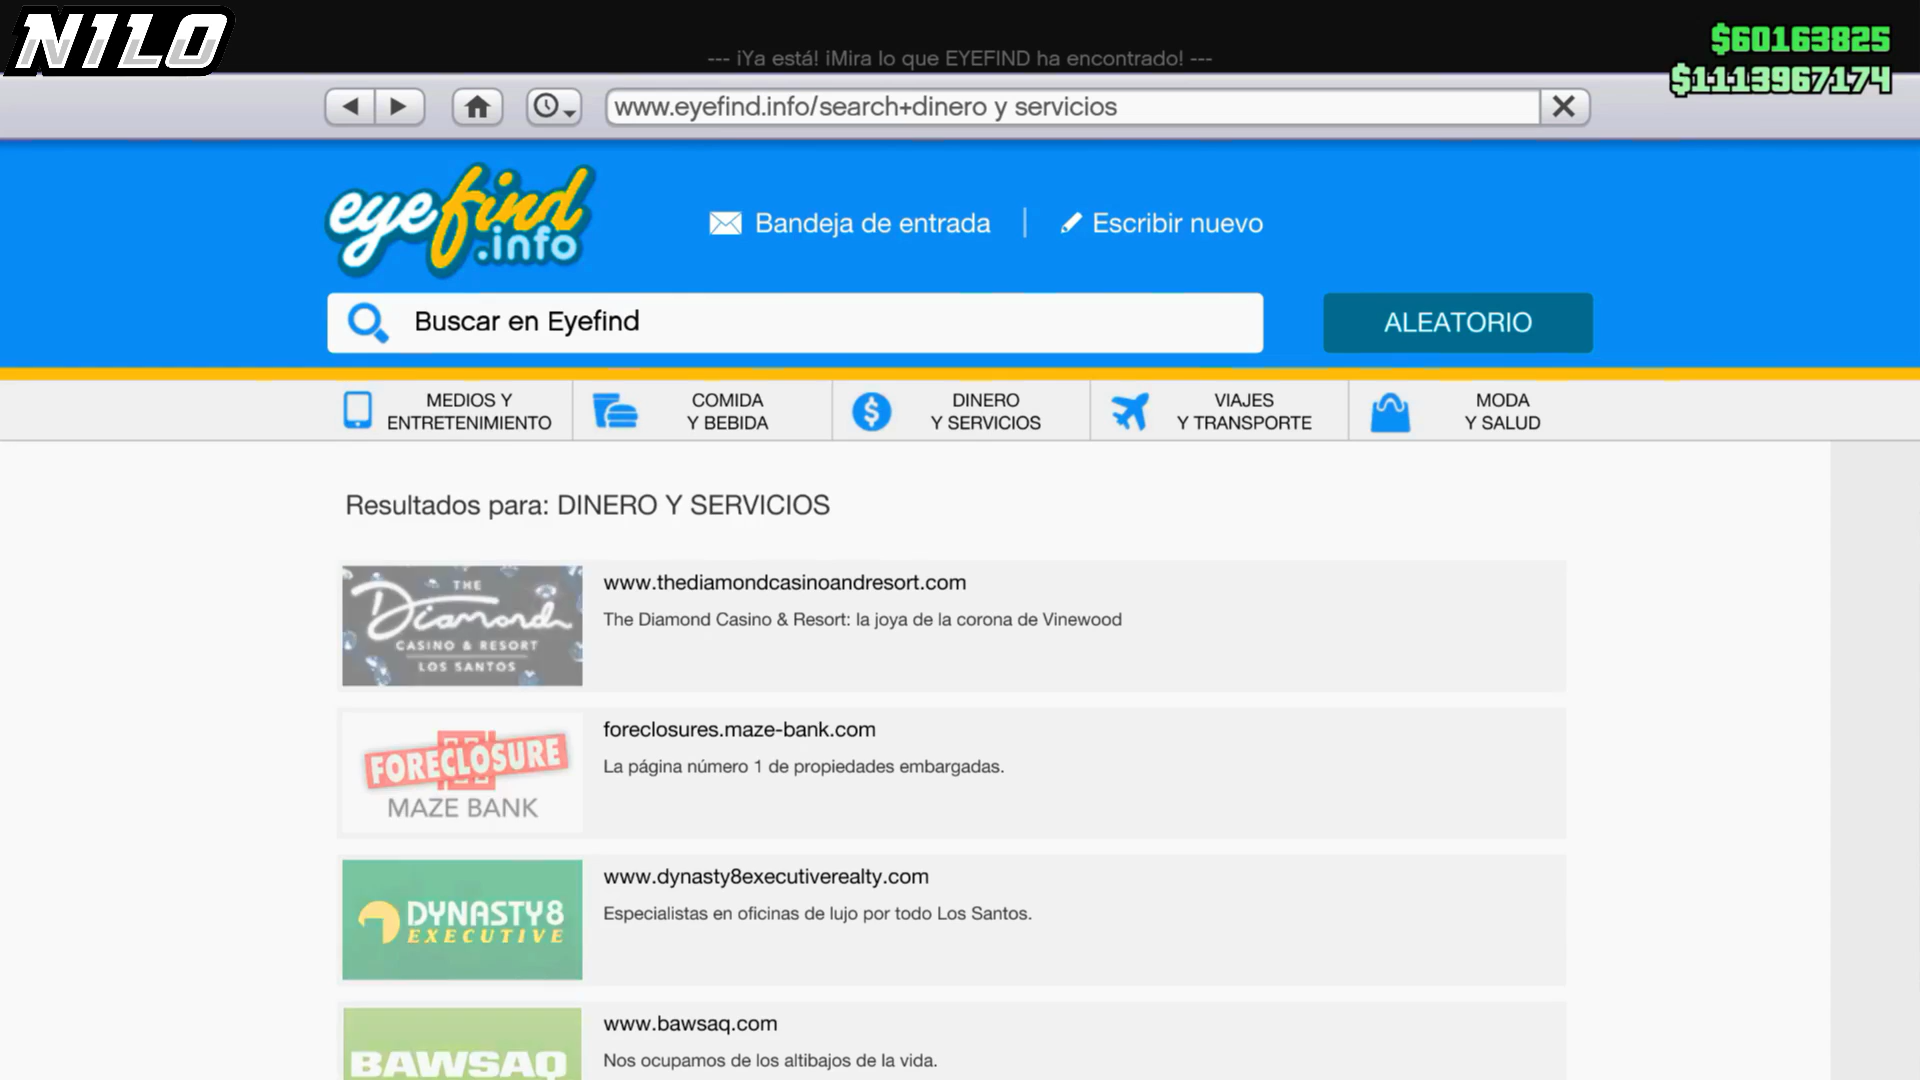 N1LO
$60163825
--- ¡Ya está! ¡Mira lo que EYEFIND ha encontrado! ---
$1113967174
www.eyefind.info/search+dinero y servicios
eyefind.info
Bandeja de entrada
Escribir nuevo
Buscar en Eyefind
ALEATORIO
MEDIOS Y ENTRETENIMIENTO
COMIDA Y BEBIDA
DINERO Y SERVICIOS
VIAJES Y TRANSPORTE
MODA Y SALUD
Resultados para: DINERO Y SERVICIOS
THE
Diamond
CASINO & RESORT
LOS SANTOS
www.thediamondcasinoandresort.com
The Diamond Casino & Resort: la joya de la corona de Vinewood
FORECLOSURE
MAZE BANK
foreclosures.maze-bank.com
La página número 1 de propiedades embargadas.
DYNASTY8
EXECUTIVE
www.dynasty8executiverealty.com
Especialistas en oficinas de lujo por todo Los Santos.
BAWSAQ
www.bawsaq.com
Nos ocupamos de los altibajos de la vida.